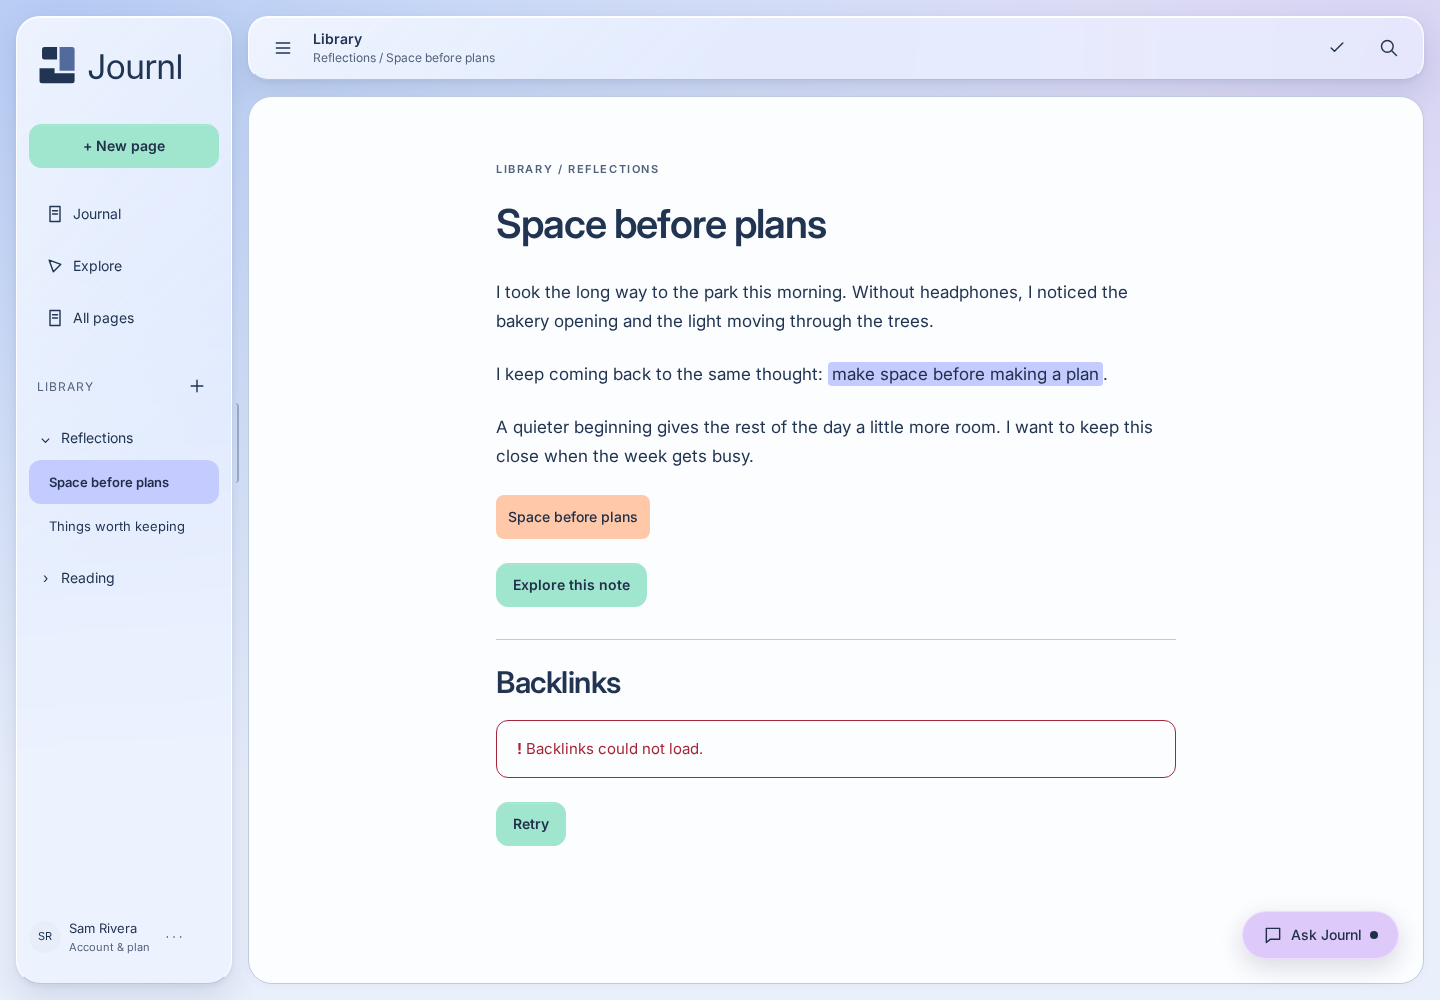 Journl
+ New page
Journal
Explore
All pages
LIBRARY
Reflections
Space before plans
Things worth keeping
Reading
SR
Sam Rivera
Account & plan
...
Library
Reflections / Space before plans
LIBRARY / REFLECTIONS
Space before plans
I took the long way to the park this morning. Without headphones, I noticed the
bakery opening and the light moving through the trees.
I keep coming back to the same thought: make space before making a plan.
A quieter beginning gives the rest of the day a little more room. I want to keep this
close when the week gets busy.
Space before plans
Explore this note
Backlinks
! Backlinks could not load.
Retry
Ask Journl